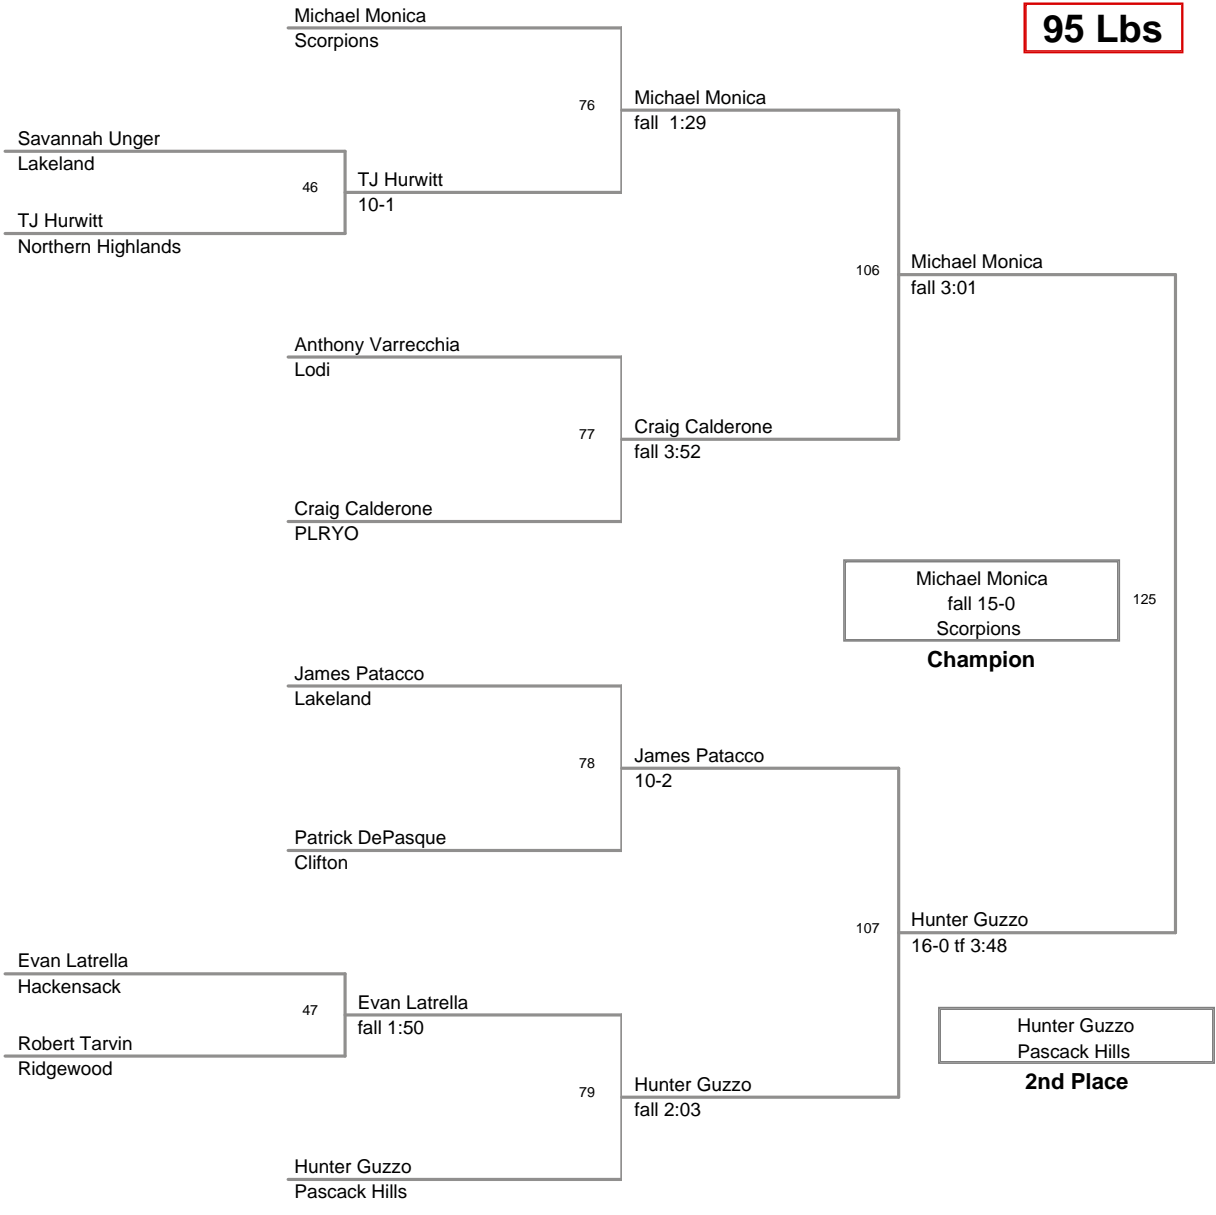 Michael Monica
Scorpions
95 Lbs
76
Michael Monica
fall 1:29
Savannah Unger
Lakeland
46
TJ Hurwitt
10-1
TJ Hurwitt
Northern Highlands
106
Michael Monica
fall 3:01
Anthony Varrecchia
Lodi
77
Craig Calderone
fall 3:52
Craig Calderone
PLRYO
Michael Monica
fall 15-0
Scorpions
125
Champion
James Patacco
Lakeland
78
James Patacco
10-2
Patrick DePasque
Clifton
107
Hunter Guzzo
16-0 tf 3:48
Evan Latrella
Hackensack
47
Evan Latrella
fall 1:50
Robert Tarvin
Ridgewood
Hunter Guzzo
Pascack Hills
2nd Place
79
Hunter Guzzo
fall 2:03
Hunter Guzzo
Pascack Hills